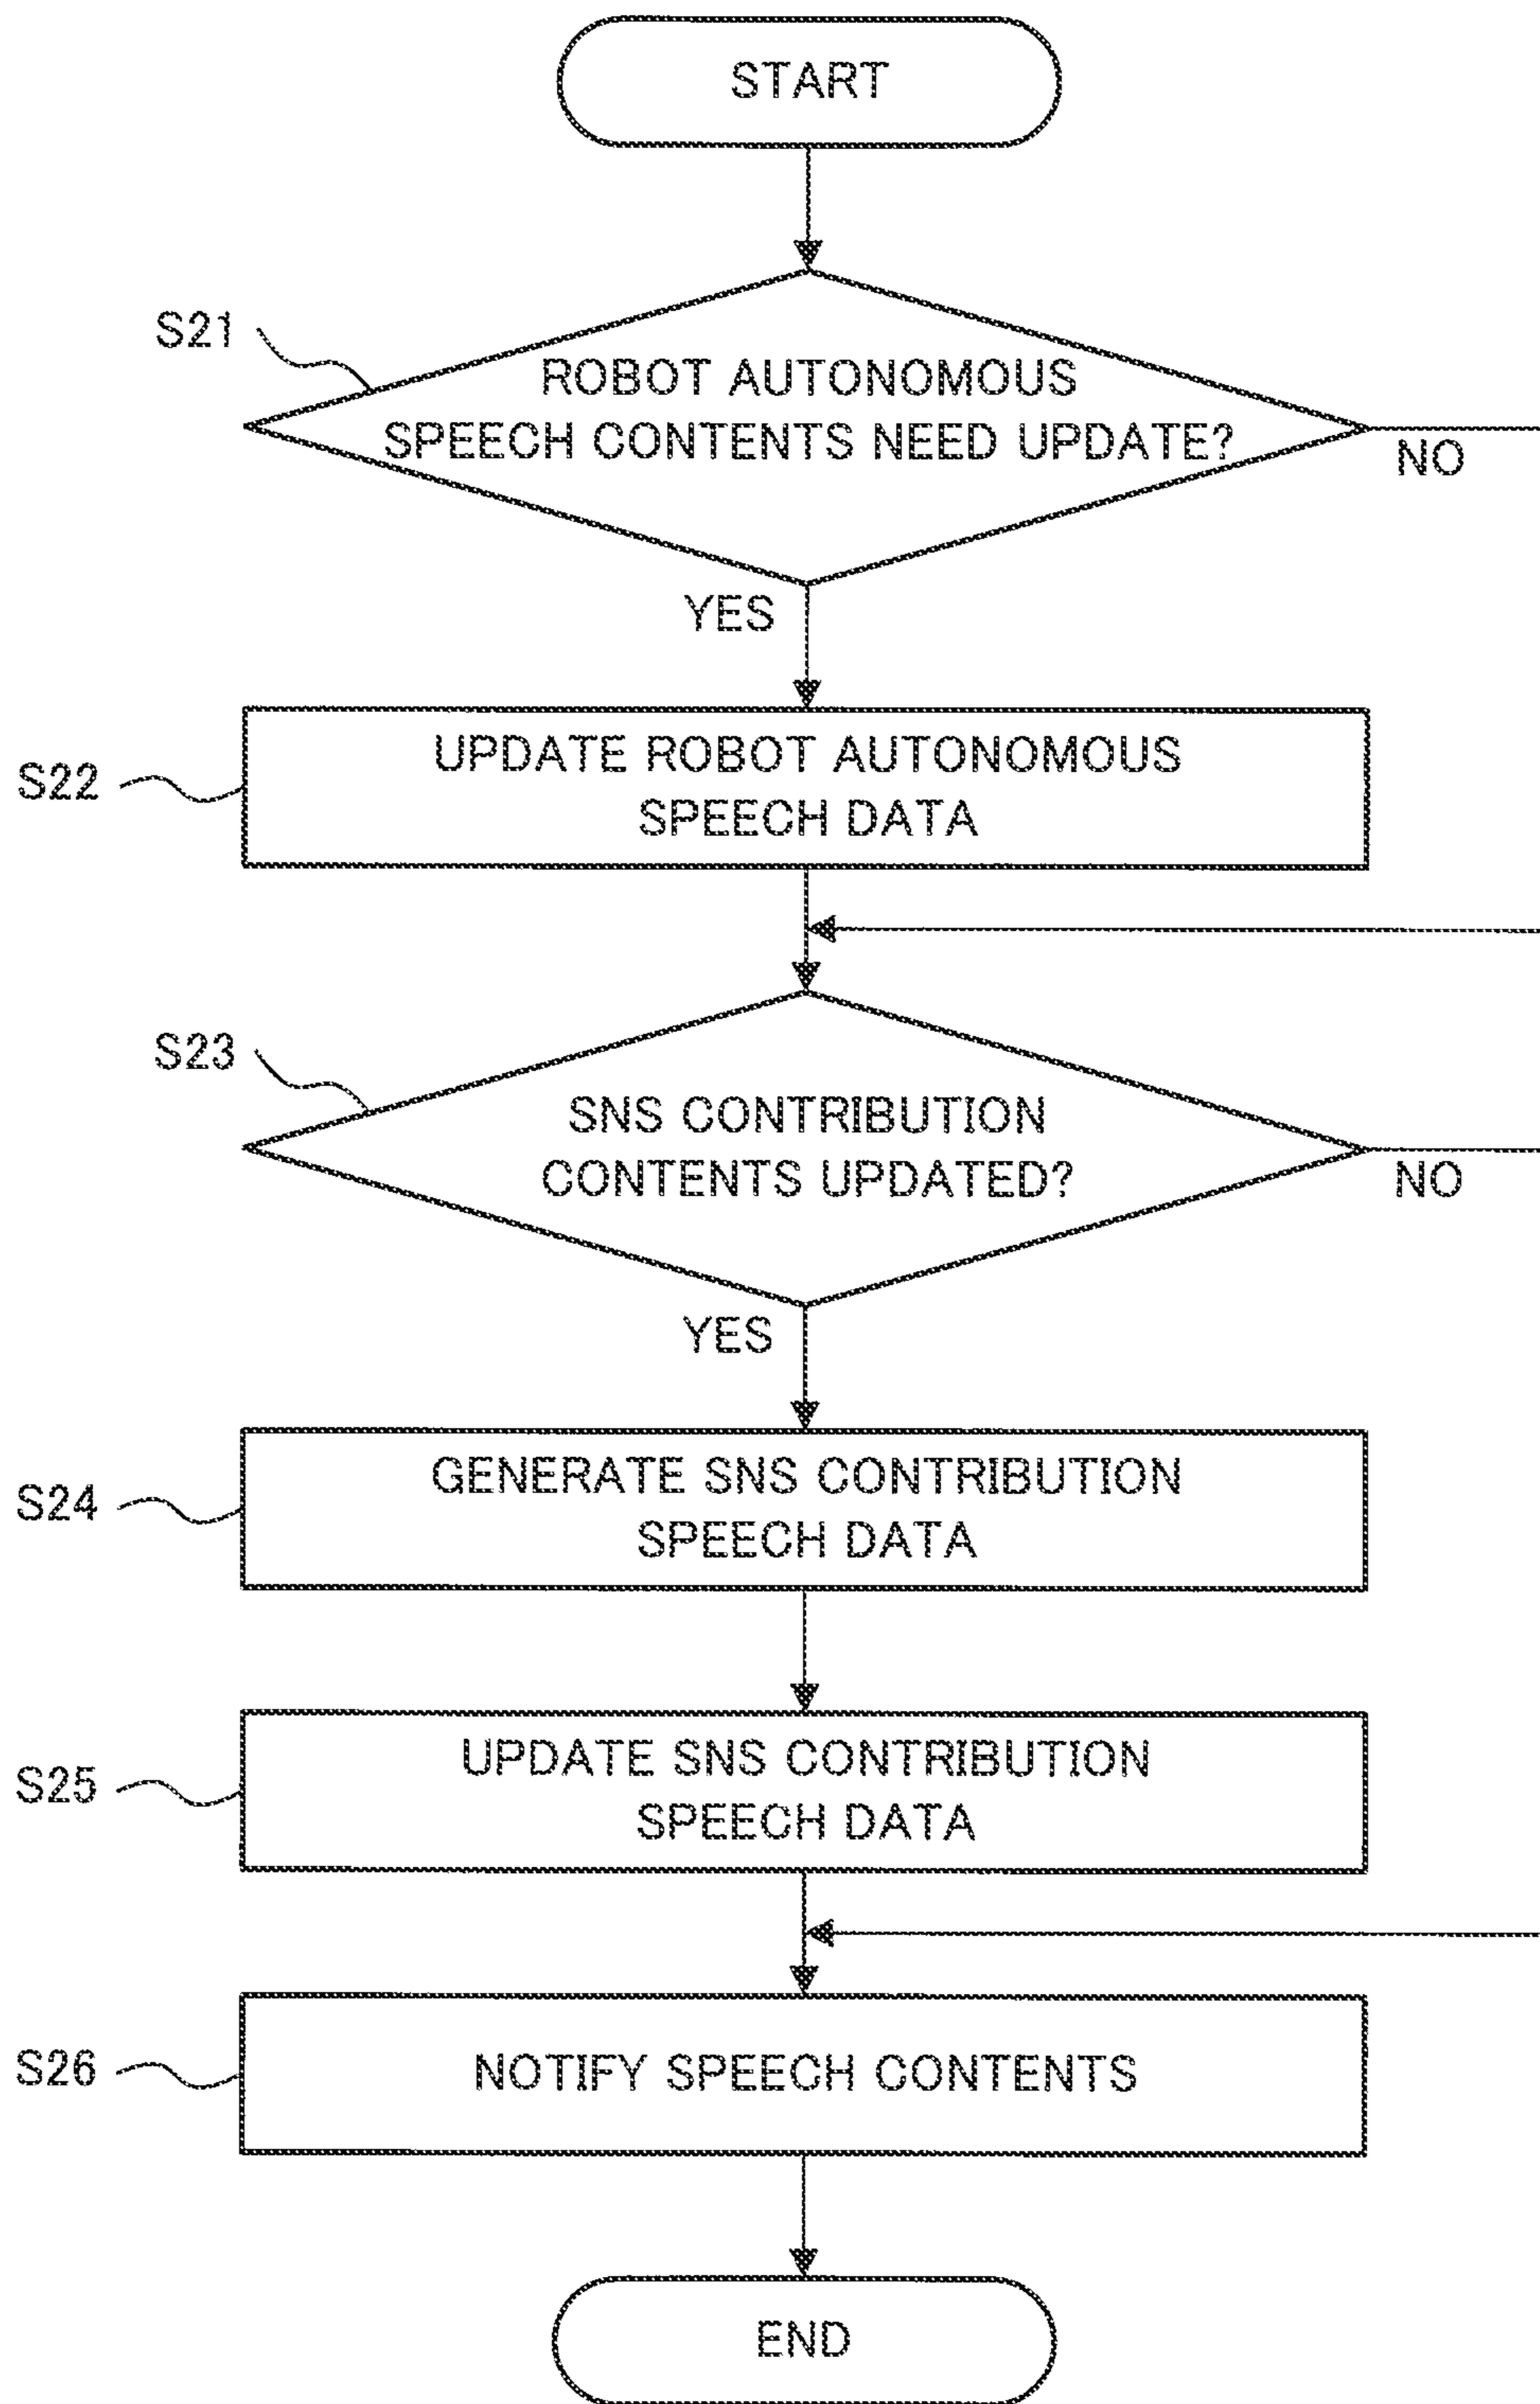 START
S21
ROBOT AUTONOMOUS
SPEECH CONTENTS NEED UPDATE?
NO
YES
S22
UPDATE ROBOT AUTONOMOUS
SPEECH DATA
S23
SNS CONTRIBUTION
CONTENTS UPDATED?
NO
YES
S24
GENERATE SNS CONTRIBUTION
SPEECH DATA
S25
UPDATE SNS CONTRIBUTION
SPEECH DATA
S26
NOTIFY SPEECH CONTENTS
END